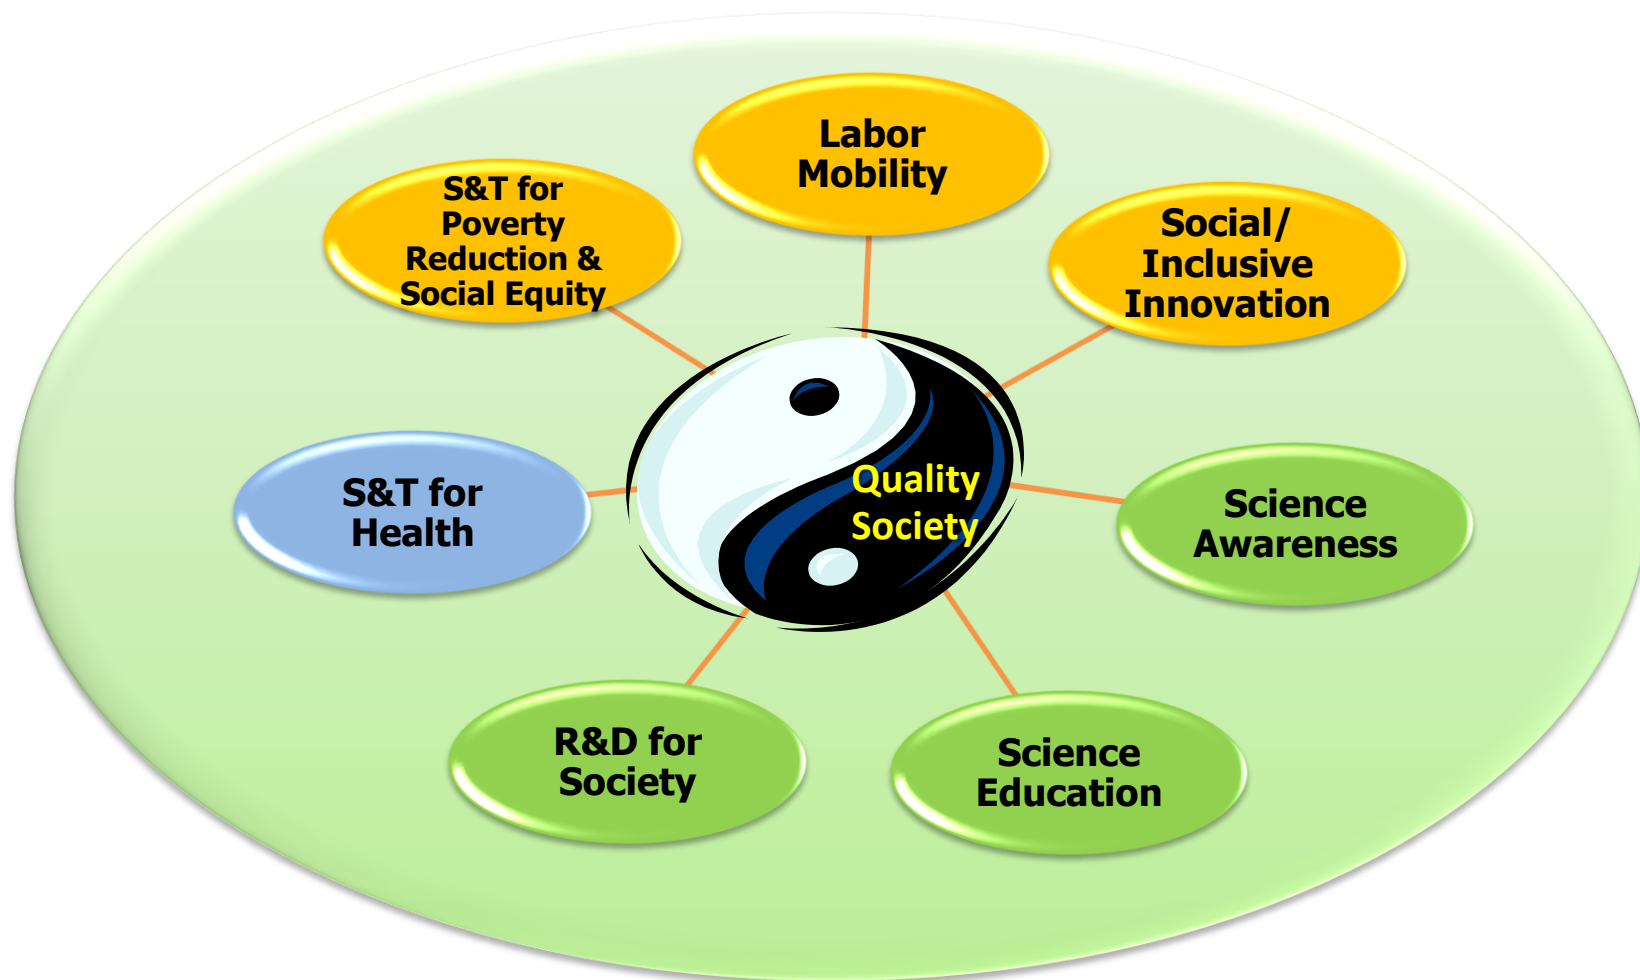 Labor
Mobility
S&T for
Poverty
Reduction &
Social Equity
Social/
Inclusive
Innovation
Quality
Society
S&T for
Health
Science
Awareness
R&D for
Society
Science
Education